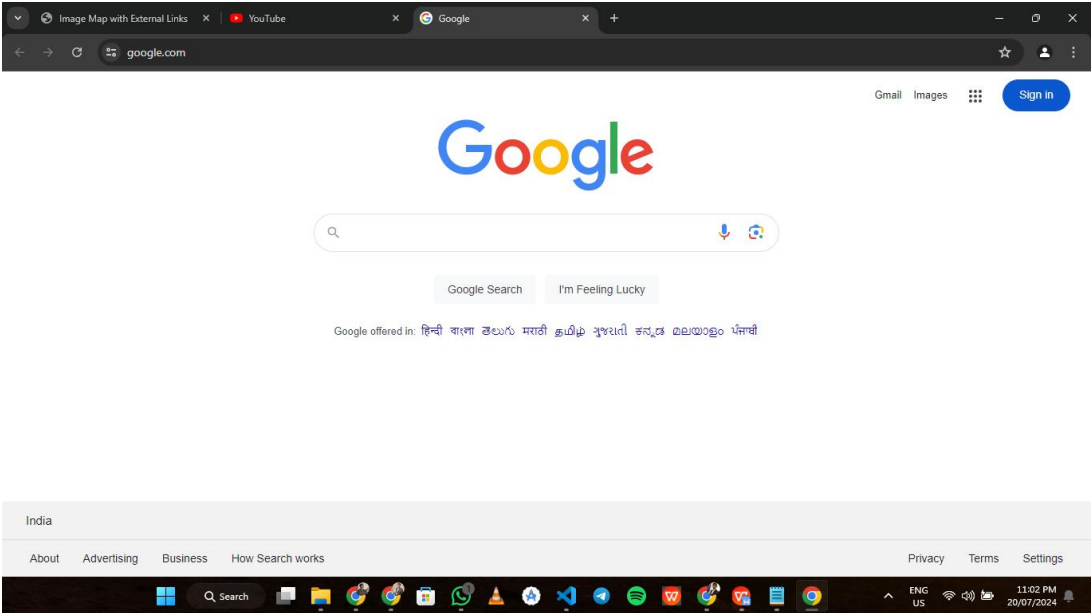 Image Map with External Links
YouTube
Google
google.com
Gmail Images Sign in
Google
Google Search I'm Feeling Lucky
Google offered in: हिन्दी বাংলা తెలుగు मराठी தமிழ் ગુજરાતી ಕನ್ನಡ മലയാളം ਪੰਜਾਬੀ
India
About Advertising Business How Search works Privacy Terms Settings
Search
ENG
US
11:02 PM
20/07/2024